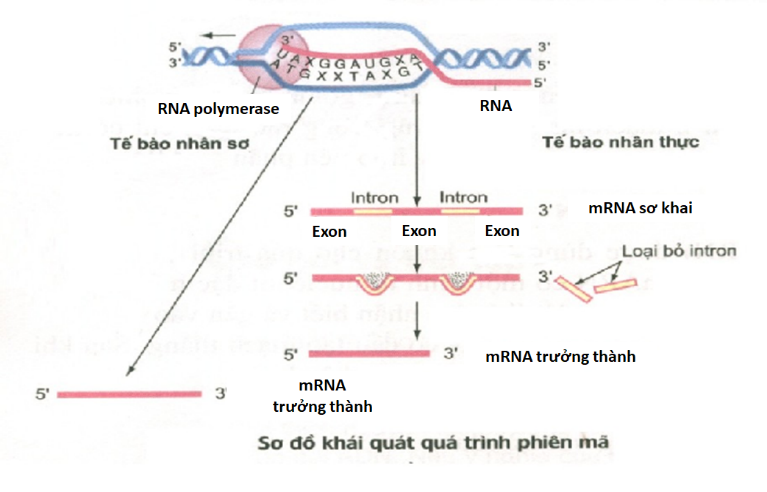 3'
5'
3'
3'
5'
5'
UAXGGAUGXA
ATGXXTAXGT
RNA polymerase
RNA
Tế bào nhân sơ
Tế bào nhân thực
Intron
Intron
5'
3'
mRNA sơ khai
Exon
Exon
Exon
Loại bỏ intron
5'
3'
5'
3'
mRNA trưởng thành
mRNA
trưởng thành
5'
3'
Sơ đồ khái quát quá trình phiên mã